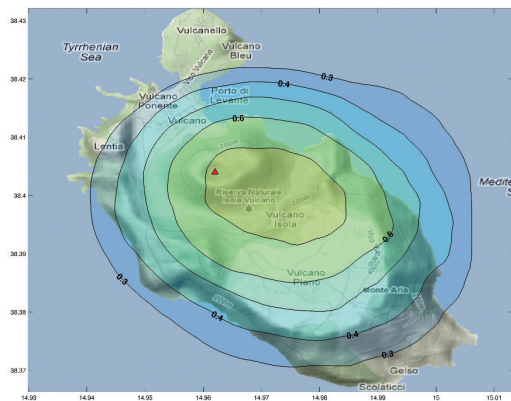 38.43
38.42
38.41
38.4
38.39
38.38
38.37
Vulcanello
Tyrrhenian
Sea
Vulcano
Bleu
0.3
0.4
Vulcano
Ponente
Porto di
Levante
Vulcano
0.6
Lentia
200m
Riserva Naturale
Isola Vulcano
Vulcano
Isola
0.6
Vulcano
Piano
Monte Aria
0.3
200m
0.4
0.4
0.3
Gelso
Scolaticci
14.93 14.94 14.95 14.96 14.97 14.98 14.99 15 15.01